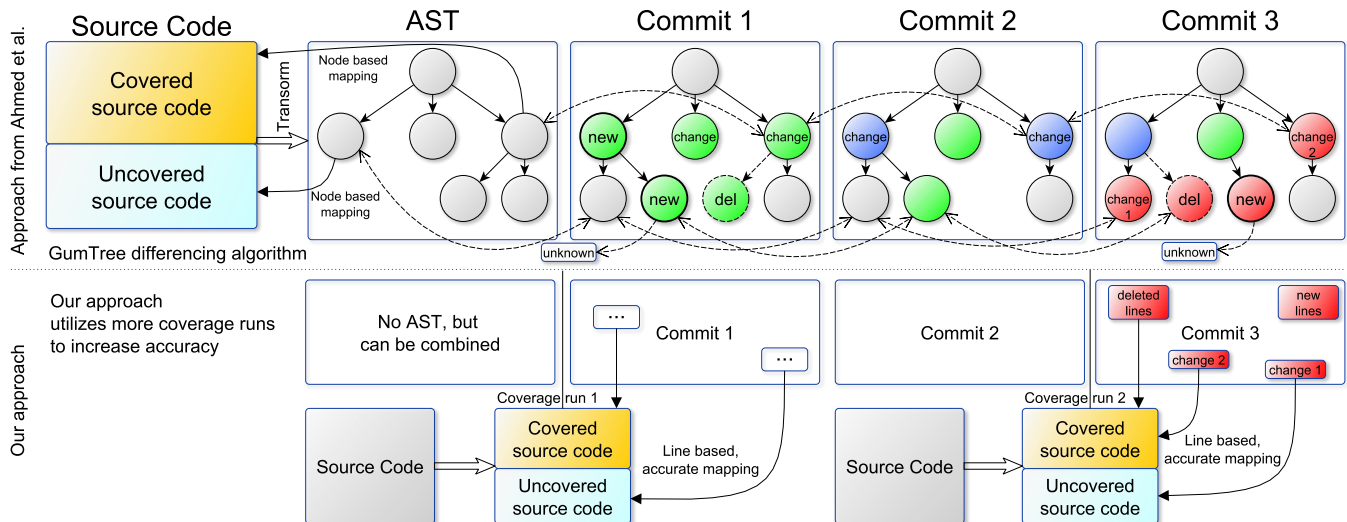 Approach from Ahmed et al.
Source Code
AST
Commit 1
Commit 2
Commit 3
Covered
source code
Uncovered
source code
Transorm
Node based
mapping
Node based
mapping
new
change
change
new
del
change
change
change
2
change
1
del
new
unknown
unknown
GumTree differencing algorithm
Our approach
Our approach
utilizes more coverage runs
to increase accuracy
No AST, but
can be combined
...
Commit 1
...
Commit 2
deleted
lines
new
lines
Commit 3
change 2
change 1
Coverage run 1
Coverage run 2
Source Code
Covered
source code
Uncovered
source code
Line based,
accurate mapping
Source Code
Covered
source code
Uncovered
source code
Line based,
accurate mapping